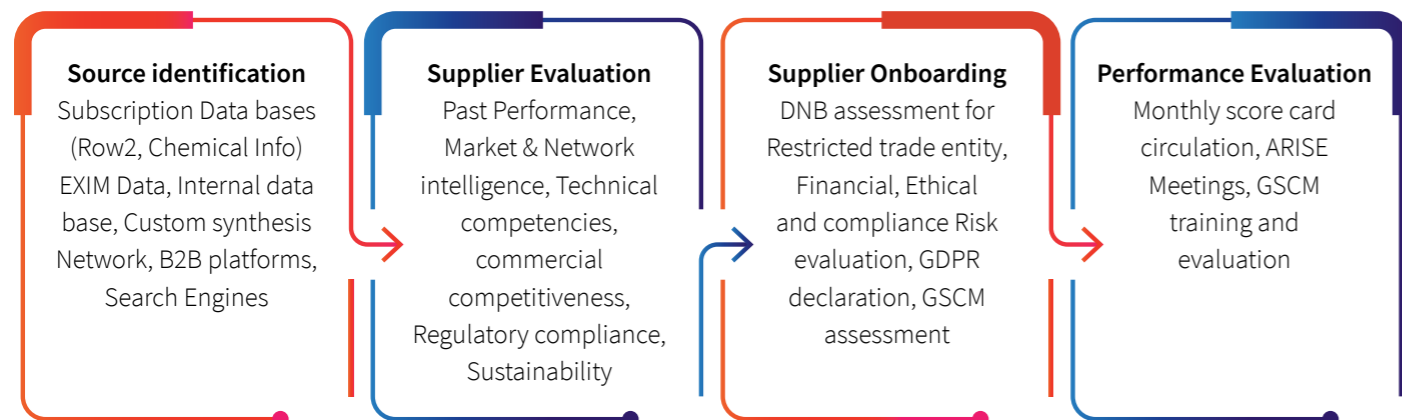 Source identification
Subscription Data bases
(Row2, Chemical Info)
EXIM Data, Internal data
base, Custom synthesis
Network, B2B platforms,
Search Engines
Supplier Evaluation
Past Performance,
Market & Network
intelligence, Technical
competencies,
commercial
competitiveness,
Regulatory compliance,
Sustainability
Supplier Onboarding
DNB assessment for
Restricted trade entity,
Financial, Ethical
and compliance Risk
evaluation, GDPR
declaration, GSCM
assessment
Performance Evaluation
Monthly score card
circulation, ARISE
Meetings, GSCM
training and
evaluation